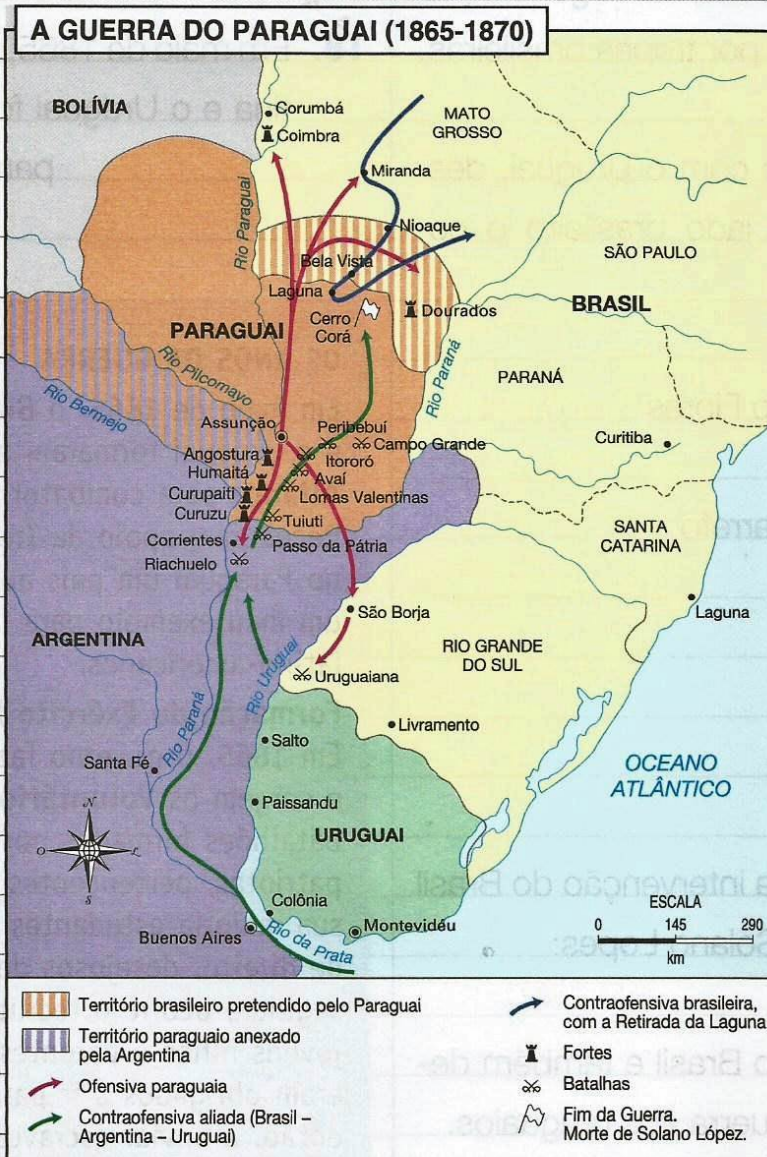 A GUERRA DO PARAGUAI (1865-1870)
BOLÍVIA
Corumbá
Coimbra
MATO
GROSSO
Miranda
Rio Paraguai
Nioaque
Bela Vista
SÃO PAULO
Laguna
BRASIL
Dourados
Cerro
Corá
PARAGUAI
Rio Pilcomayo
Rio Paraná
PARANÁ
Rio Bermejo
Assunção
Peribebuí
Campo Grande
Curitiba
Angostura
Itororó
Humaitá
Avaí
Curupaiti
Lomas Valentinas
Curuzu
Tuiuti
SANTA
CATARINA
Corrientes
Passo da Pátria
Riachuelo
São Borja
Laguna
ARGENTINA
RIO GRANDE
DO SUL
Rio Uruguai
Uruguaiana
Rio Paraná
Livramento
Salto
Santa Fé
OCEANO
ATLÂNTICO
Paissandu
N
O
L
S
URUGUAI
Colônia
ESCALA
0 145 290
km
Buenos Aires
Rio da Prata
Montevidéu
Território brasileiro pretendido pelo Paraguai
Território paraguaio anexado
pela Argentina
Ofensiva paraguaia
Contraofensiva aliada (Brasil –
Argentina – Uruguai)
Contraofensiva brasileira,
com a Retirada da Laguna
Fortes
Batalhas
Fim da Guerra.
Morte de Solano López.